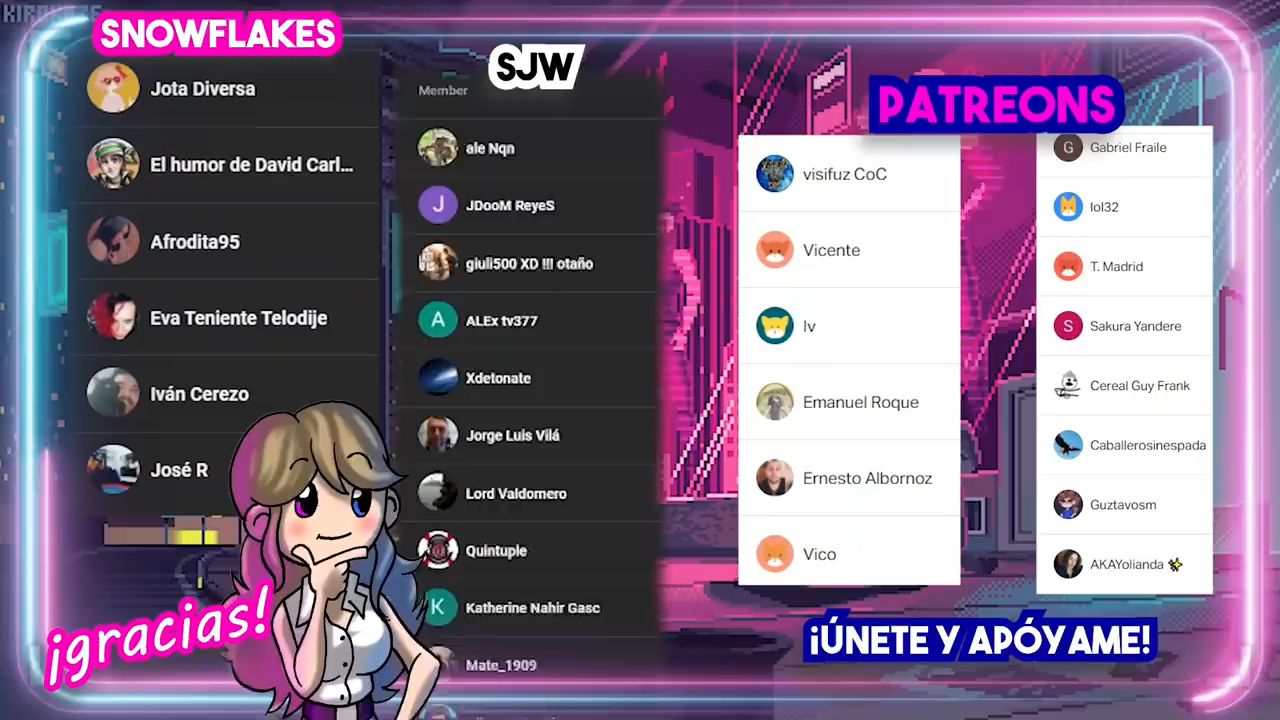 SNOWFLAKES
Jota Diversa
El humor de David Carl...
Afrodita95
Eva Teniente Telodije
Iván Cerezo
José R
¡gracias!
SJW
Member
ale Nqn
J
JDooM ReyeS
giuli500 XD !!! otaño
A
ALEx tv377
Xdetonate
Jorge Luis Vilá
Lord Valdomero
Quintuple
K
Katherine Nahir Gasc
Mate_1909
PATREONS
visifuz CoC
Vicente
Iv
Emanuel Roque
Ernesto Albornoz
Vico
G
Gabriel Fraile
lol32
T. Madrid
S
Sakura Yandere
Cereal Guy Frank
Caballerosinespada
Guztavosm
AKAYolianda ✨
¡ÚNETE Y APÓYAME!